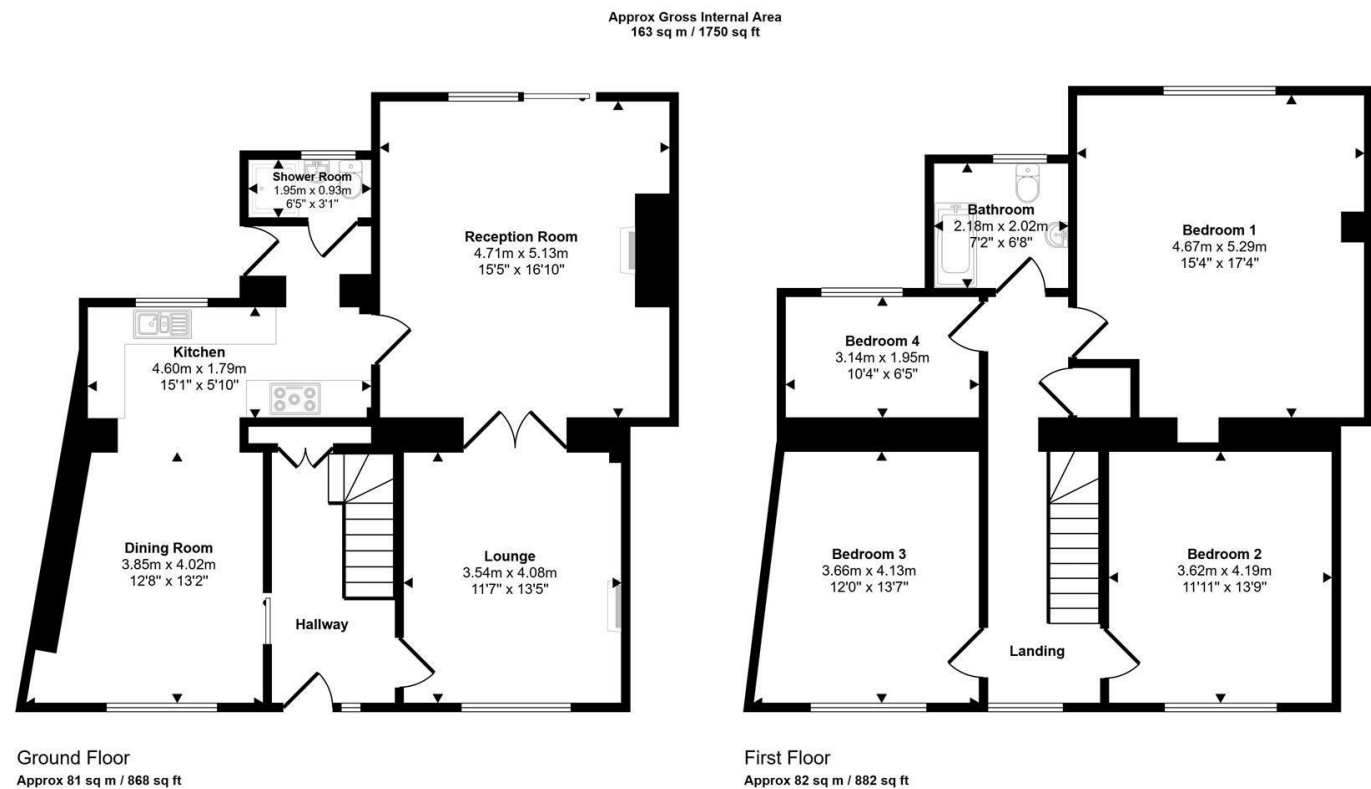 Approx Gross Internal Area
163 sq m / 1750 sq ft
Shower Room
1.95m x 0.93m
6'5" x 3'1"
Reception Room
4.71m x 5.13m
15'5" x 16'10"
Kitchen
4.60m x 1.79m
15'1" x 5'10"
Dining Room
3.85m x 4.02m
12'8" x 13'2"
Hallway
Lounge
3.54m x 4.08m
11'7" x 13'5"
Ground Floor
Approx 81 sq m / 868 sq ft
Bathroom
2.18m x 2.02m
7'2" x 6'8"
Bedroom 1
4.67m x 5.29m
15'4" x 17'4"
Bedroom 4
3.14m x 1.95m
10'4" x 6'5"
Bedroom 3
3.66m x 4.13m
12'0" x 13'7"
Landing
Bedroom 2
3.62m x 4.19m
11'11" x 13'9"
First Floor
Approx 82 sq m / 882 sq ft